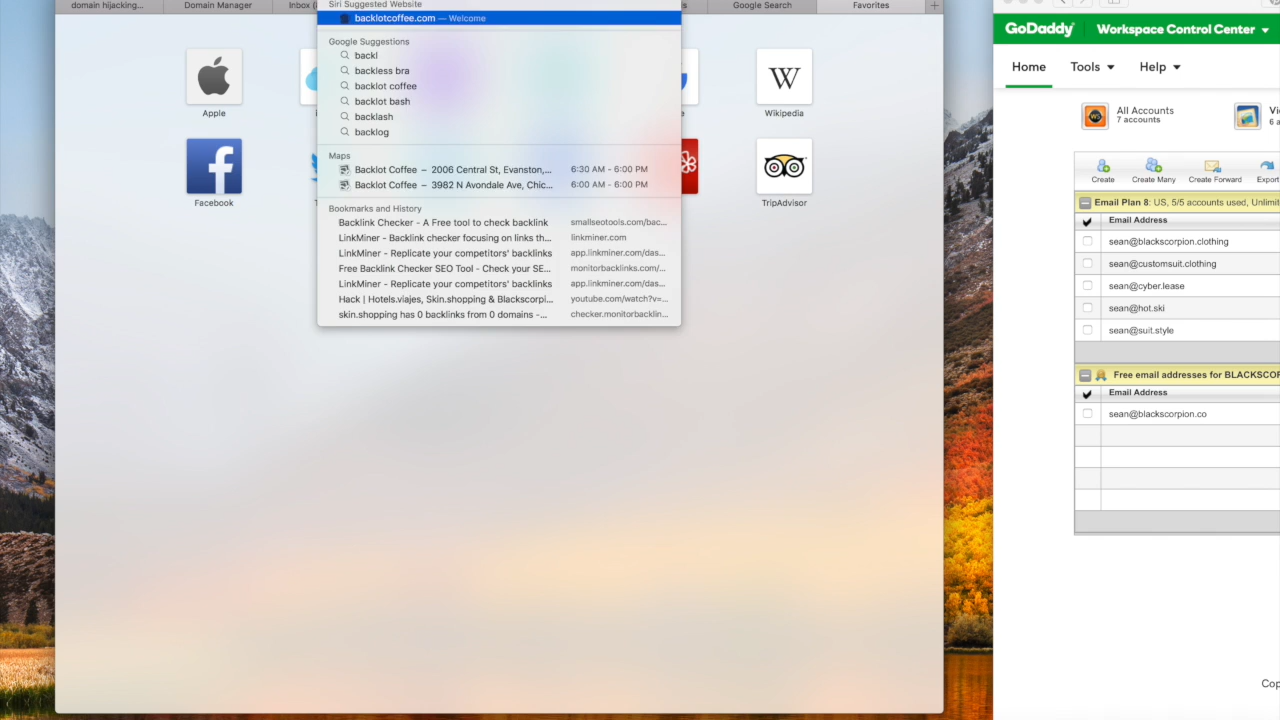 domain hijacking...
Domain Manager
Inbox (
Google Search
Favorites
Siri Suggested Website
backlotcoffee.com — Welcome
Google Suggestions
backl
backless bra
backlot coffee
backlot bash
backlash
backlog
Maps
Backlot Coffee – 2006 Central St, Evanston,... 6:30 AM - 6:00 PM
Backlot Coffee – 3982 N Avondale Ave, Chic... 6:00 AM - 6:00 PM
Bookmarks and History
Backlink Checker - A Free tool to check backlink smallseotools.com/bac...
LinkMiner - Backlink checker focusing on links th... linkminer.com
LinkMiner - Replicate your competitors' backlinks app.linkminer.com/das...
Free Backlink Checker SEO Tool - Check your SE... monitorbacklinks.com/...
LinkMiner - Replicate your competitors' backlinks app.linkminer.com/das...
Hack | Hotels.viajes, Skin.shopping & Blackscorpi... youtube.com/watch?v=...
skin.shopping has 0 backlinks from 0 domains -... checker.monitorbacklin...
Apple
W
Wikipedia
Facebook
TripAdvisor
GoDaddy Workspace Control Center
Home Tools Help
All Accounts
7 accounts
Vi
6 a
Create Create Many Create Forward Export
Email Plan 8: US, 5/5 accounts used, Unlimit
Email Address
sean@blackscorpion.clothing
sean@customsuit.clothing
sean@cyber.lease
sean@hot.ski
sean@suit.style
Free email addresses for BLACKSCOR
Email Address
sean@blackscorpion.co
Cop